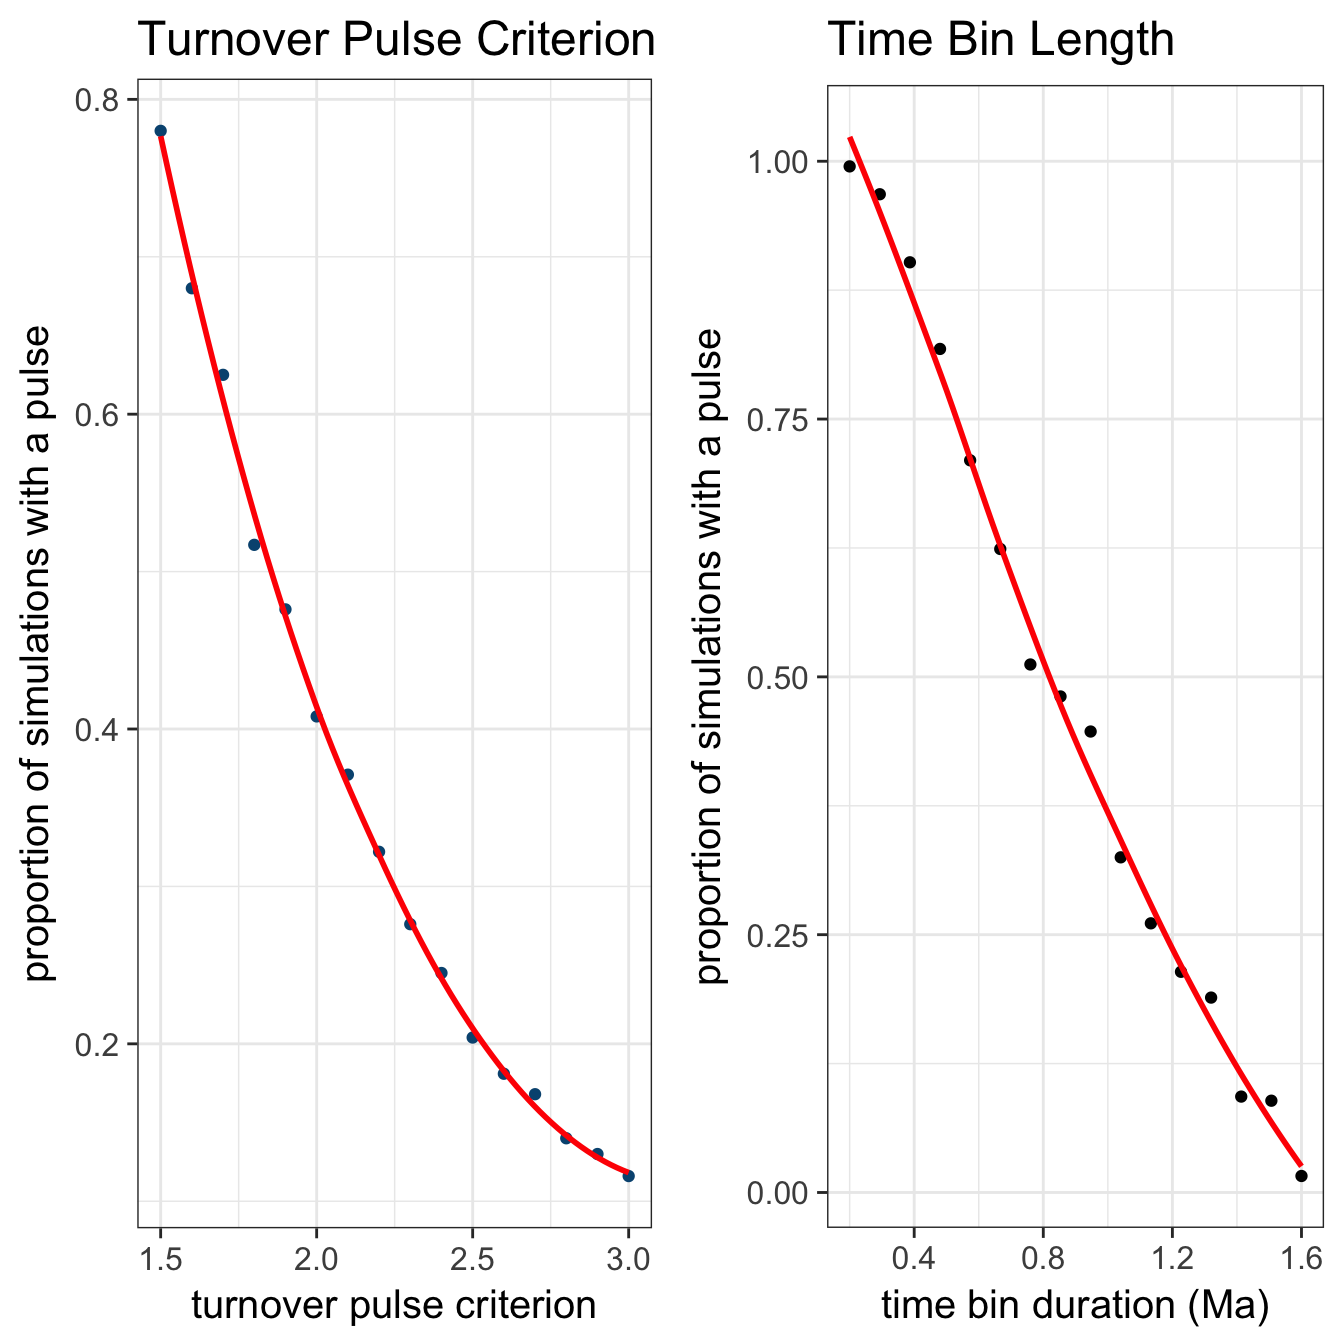 Turnover Pulse Criterion
proportion of simulations with a pulse
0.8
0.6
0.4
0.2
1.5 2.0 2.5 3.0
turnover pulse criterion
Time Bin Length
proportion of simulations with a pulse
1.00
0.75
0.50
0.25
0.00
0.4 0.8 1.2 1.6
time bin duration (Ma)